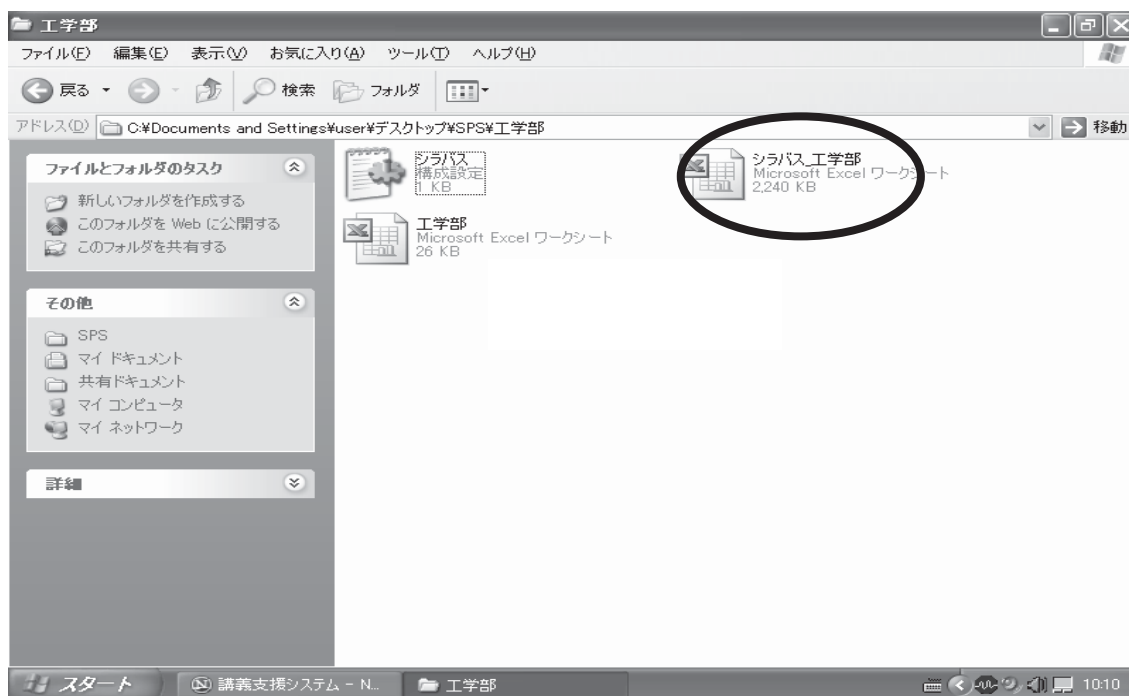 工学部
ファイル(F) 編集(E) 表示(V) お気に入り(A) ツール(T) ヘルプ(H)
戻る 検索 フォルダ
アドレス(D) C:¥Documents and Settings¥user¥デスクトップ¥SPS¥工学部 移動
ファイルとフォルダのタスク
新しいフォルダを作成する
このフォルダを Web に公開する
このフォルダを共有する
その他
SPS
マイ ドキュメント
共有ドキュメント
マイ コンピュータ
マイ ネットワーク
詳細
シラバス
構成設定
1 KB
シラバス_工学部
Microsoft Excel ワークシート
2,240 KB
工学部
Microsoft Excel ワークシート
26 KB
スタート 講義支援システム - N... 工学部 10:10